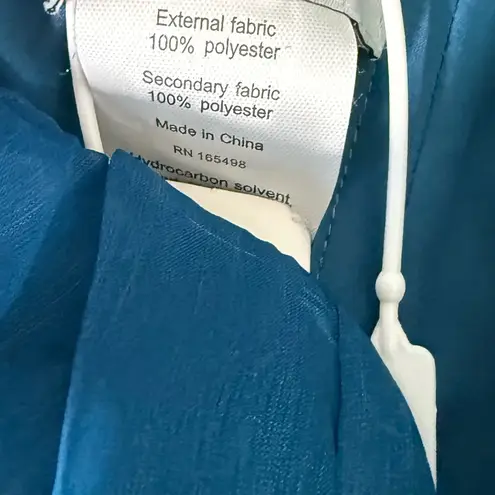 External fabric
100% polyester
Secondary fabric
100% polyester
Made in China
RN 165498
Hydrocarbon solvent